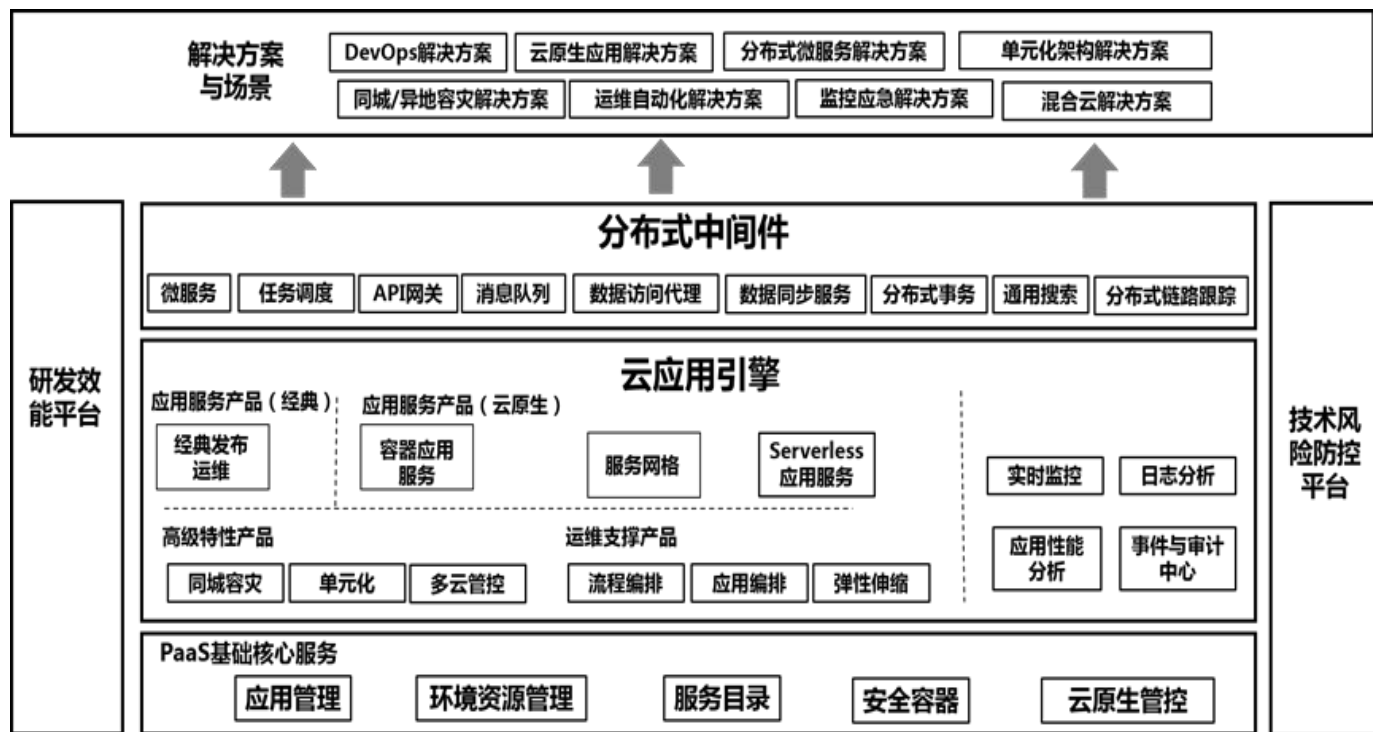 解决方案
与场景
DevOps解决方案
云原生应用解决方案
分布式微服务解决方案
单元化架构解决方案
同城/异地容灾解决方案
运维自动化解决方案
监控应急解决方案
混合云解决方案
研发效
能平台
分布式中间件
微服务
任务调度
API网关
消息队列
数据访问代理
数据同步服务
分布式事务
通用搜索
分布式链路跟踪
云应用引擎
应用服务产品(经典)
经典发布
运维
应用服务产品(云原生)
容器应用
服务
服务网格
Serverless
应用服务
高级特性产品
同城容灾
单元化
多云管控
运维支撑产品
流程编排
应用编排
弹性伸缩
实时监控
日志分析
应用性能
分析
事件与审计
中心
PaaS基础核心服务
应用管理
环境资源管理
服务目录
安全容器
云原生管控
技术风
险防控
平台